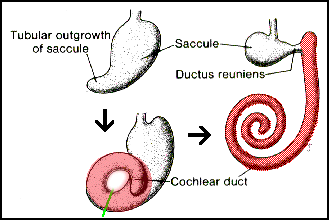 Tubular outgrowth
of saccule
Saccule
Ductus reuniens
Cochlear duct